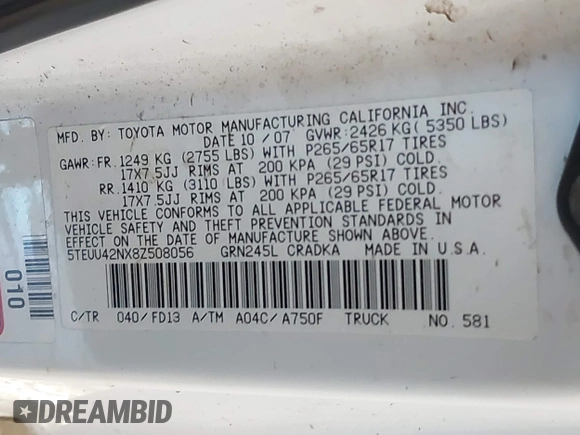 MFD. BY: TOYOTA MOTOR MANUFACTURING CALIFORNIA INC.
DATE 10 /07 GVWR: 2426 KG( 5350 LBS)
GAWR: FR. 1249 KG (2755 LBS) WITH P265/65R17 TIRES
17X7.5JJ RIMS AT 200 KPA (29 PSI) COLD.
RR. 1410 KG (3110 LBS) WITH P265/65R17 TIRES
17X7.5JJ RIMS AT 200 KPA (29 PSI) COLD.
THIS VEHICLE CONFORMS TO ALL APPLICABLE FEDERAL MOTOR
VEHICLE SAFETY AND THEFT PREVENTION STANDARDS IN
EFFECT ON THE DATE OF MANUFACTURE SHOWN ABOVE.
5TEUU42NX8Z508056 GRN245L CRADKA MADE IN U.S.A.
C/TR 040/FD13 A/TM A04C/A750F TRUCK NO. 581
010
DREAMBID
DREAMBID.COM